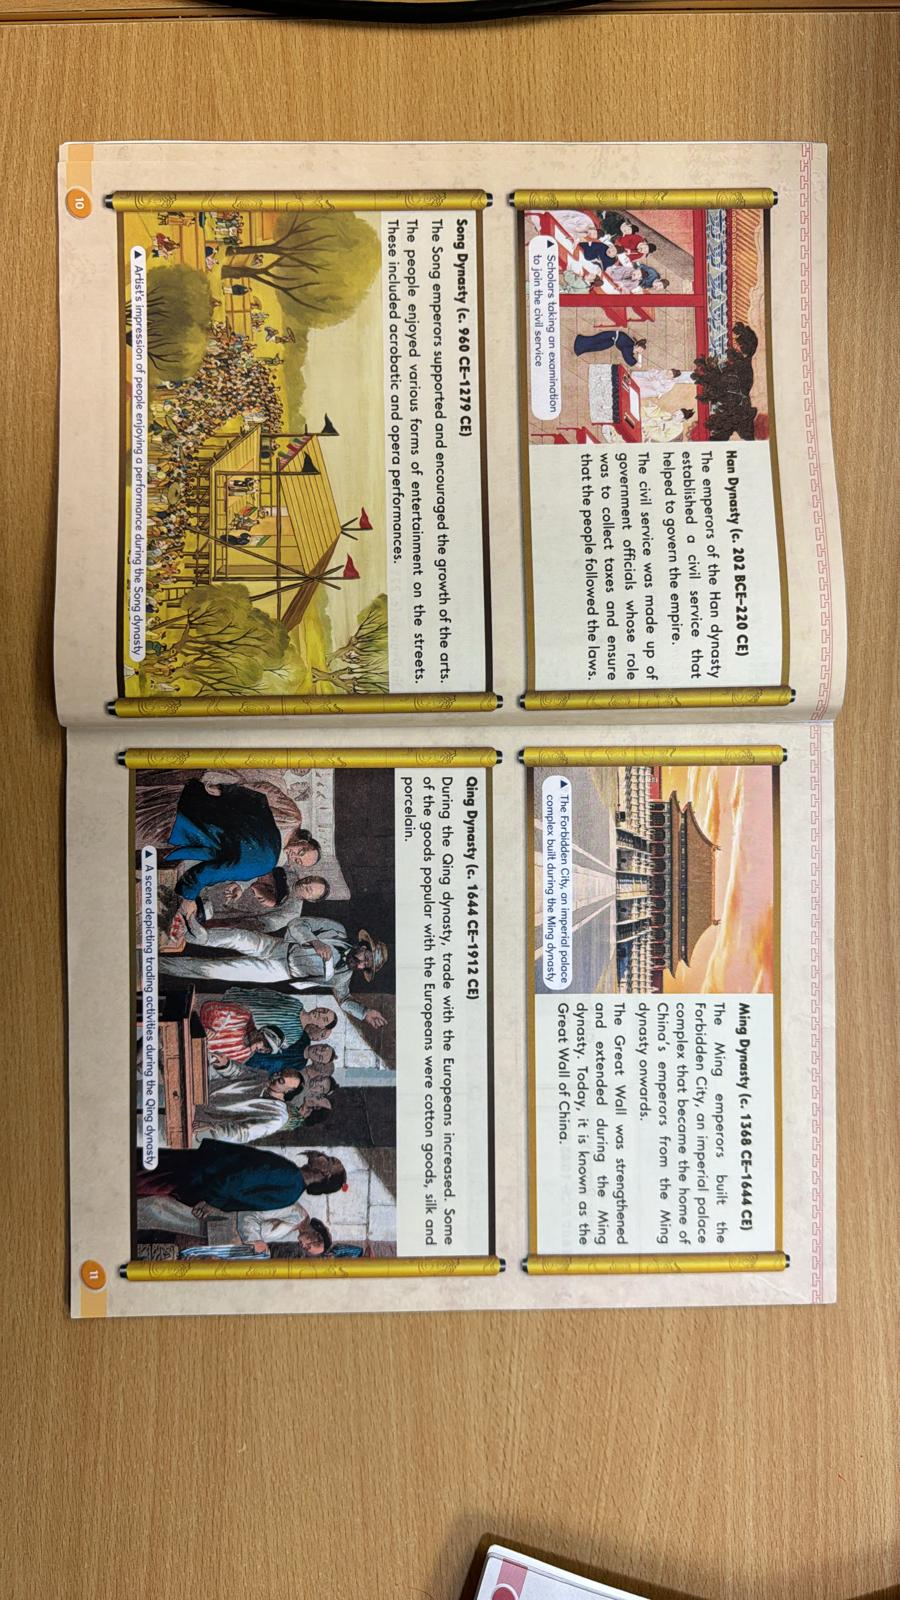 Han Dynasty (c. 202 BCE–220 CE)
The emperors of the Han dynasty
established a civil service that
helped to govern the empire.
The civil service was made up of
government officials whose role
was to collect taxes and ensure
that the people followed the laws.
▲ Scholars taking an examination
to join the civil service
Song Dynasty (c. 960 CE–1279 CE)
The Song emperors supported and encouraged the growth of the arts.
The people enjoyed various forms of entertainment on the streets.
These included acrobatic and opera performances.
▲ Artist's impression of people enjoying a performance during the Song dynasty
10
Ming Dynasty (c. 1368 CE–1644 CE)
The Ming emperors built the
Forbidden City, an imperial palace
complex that became the home of
China's emperors from the Ming
dynasty onwards.
The Great Wall was strengthened
and extended during the Ming
dynasty. Today, it is known as the
Great Wall of China.
▲ The Forbidden City, an imperial palace
complex built during the Ming dynasty
Qing Dynasty (c. 1644 CE–1912 CE)
During the Qing dynasty, trade with the Europeans increased. Some
of the goods popular with the Europeans were cotton goods, silk and
porcelain.
▲ A scene depicting trading activities during the Qing dynasty
11